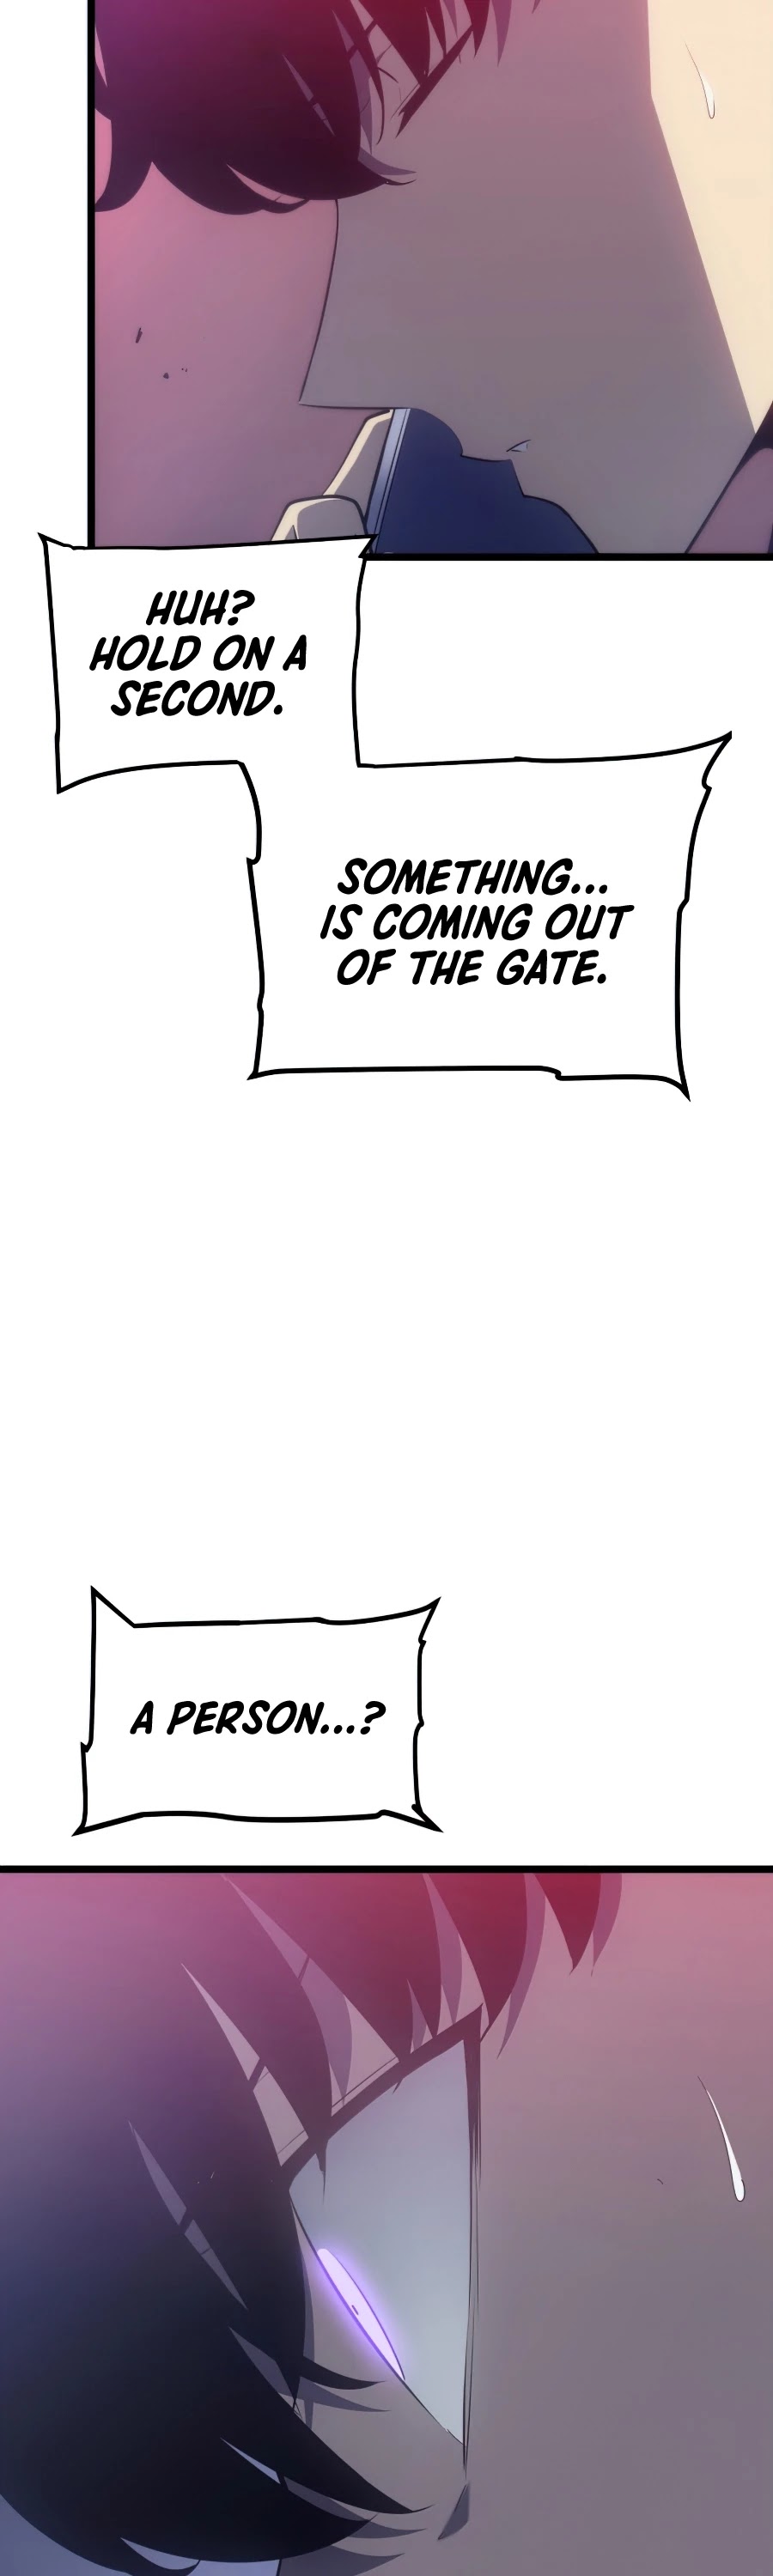 HUH?
HOLD ON A
SECOND.
SOMETHING...
IS COMING OUT
OF THE GATE.
A PERSON...?